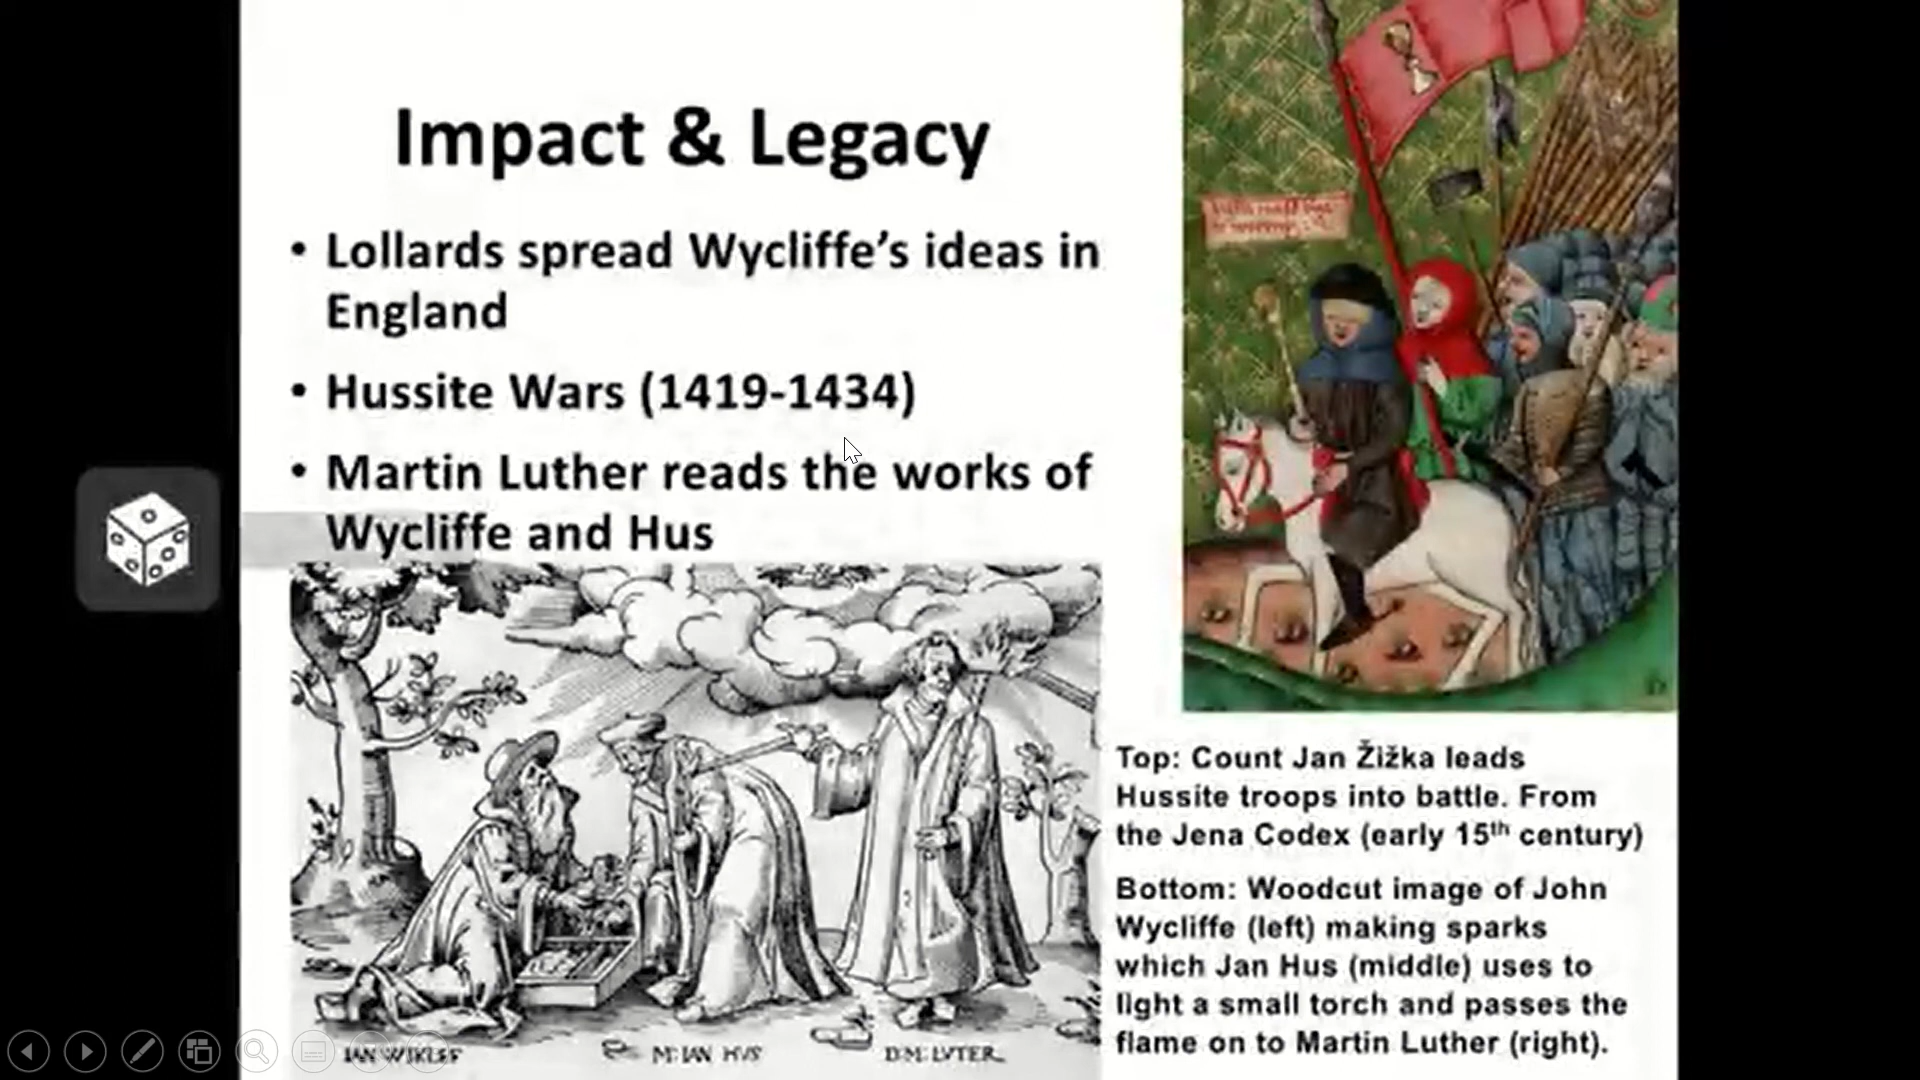 Impact & Legacy
• Lollards spread Wycliffe’s ideas in
England
• Hussite Wars (1419-1434)
• Martin Luther reads the works of
Wycliffe and Hus
IAN WIKLEF
M: IAN HVS
D: M: LVTER
Top: Count Jan Žižka leads
Hussite troops into battle. From
the Jena Codex (early 15th century)
Bottom: Woodcut image of John
Wycliffe (left) making sparks
which Jan Hus (middle) uses to
light a small torch and passes the
flame on to Martin Luther (right).